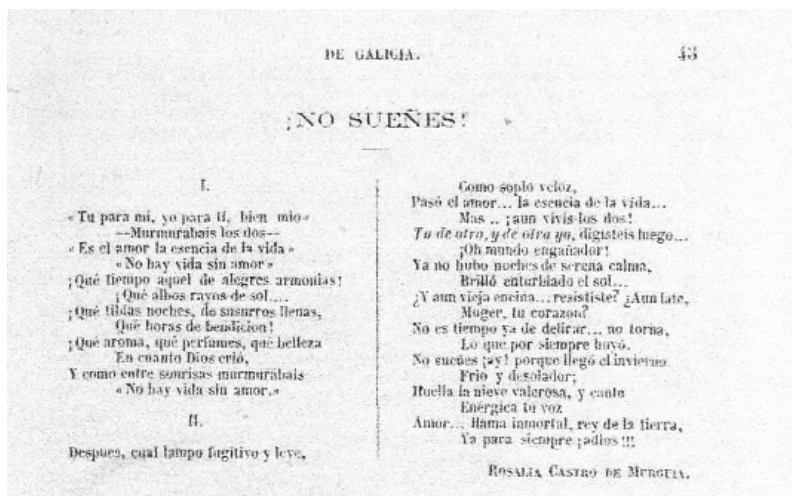 DE GALICIA.
43
¡NO SUEÑES!
I.
«Tu para mi, yo para tí, bien mio»
—Murmurabais los dos—
«Es el amor la esencia de la vida»
«No hay vida sin amor»
¡Qué tiempo aquel de alegres armonias!
¡Qué albos rayos de sol....
¡Qué tibias noches, de susurros llenas,
Qué horas de bendicion!
¡Qué aroma, qué perfumes, qué belleza
En cuanto Dios crió,
Y como entre sonrisas murmurabais
«No hay vida sin amor.»
II.
Despues, cual lampo fugitivo y leve,
Como soplo veloz,
Pasó el amor... la esencia de la vida...
Mas .. ¡aun vivis los dos!
Tu de otro, y de otra yo, digisteis luego...
¡Oh mundo engañador!
Ya no hubo noches de serena calma,
Brilló enturbiado el sol...
¿Y aun vieja encina... resististe? ¿Aun late,
Muger, tu corazon?
No es tiempo ya de delirar... no torna,
Lo que por siempre huyó.
No sueñes ¡ay! porque llegó el invierno
Frio y desolador;
Huella la nieve valerosa, y cante
Enérgica tu voz
Amor... llama inmortal, rey de la tierra,
Ya para siempre ¡adios!!!
ROSALIA CASTRO DE MURGUIA.